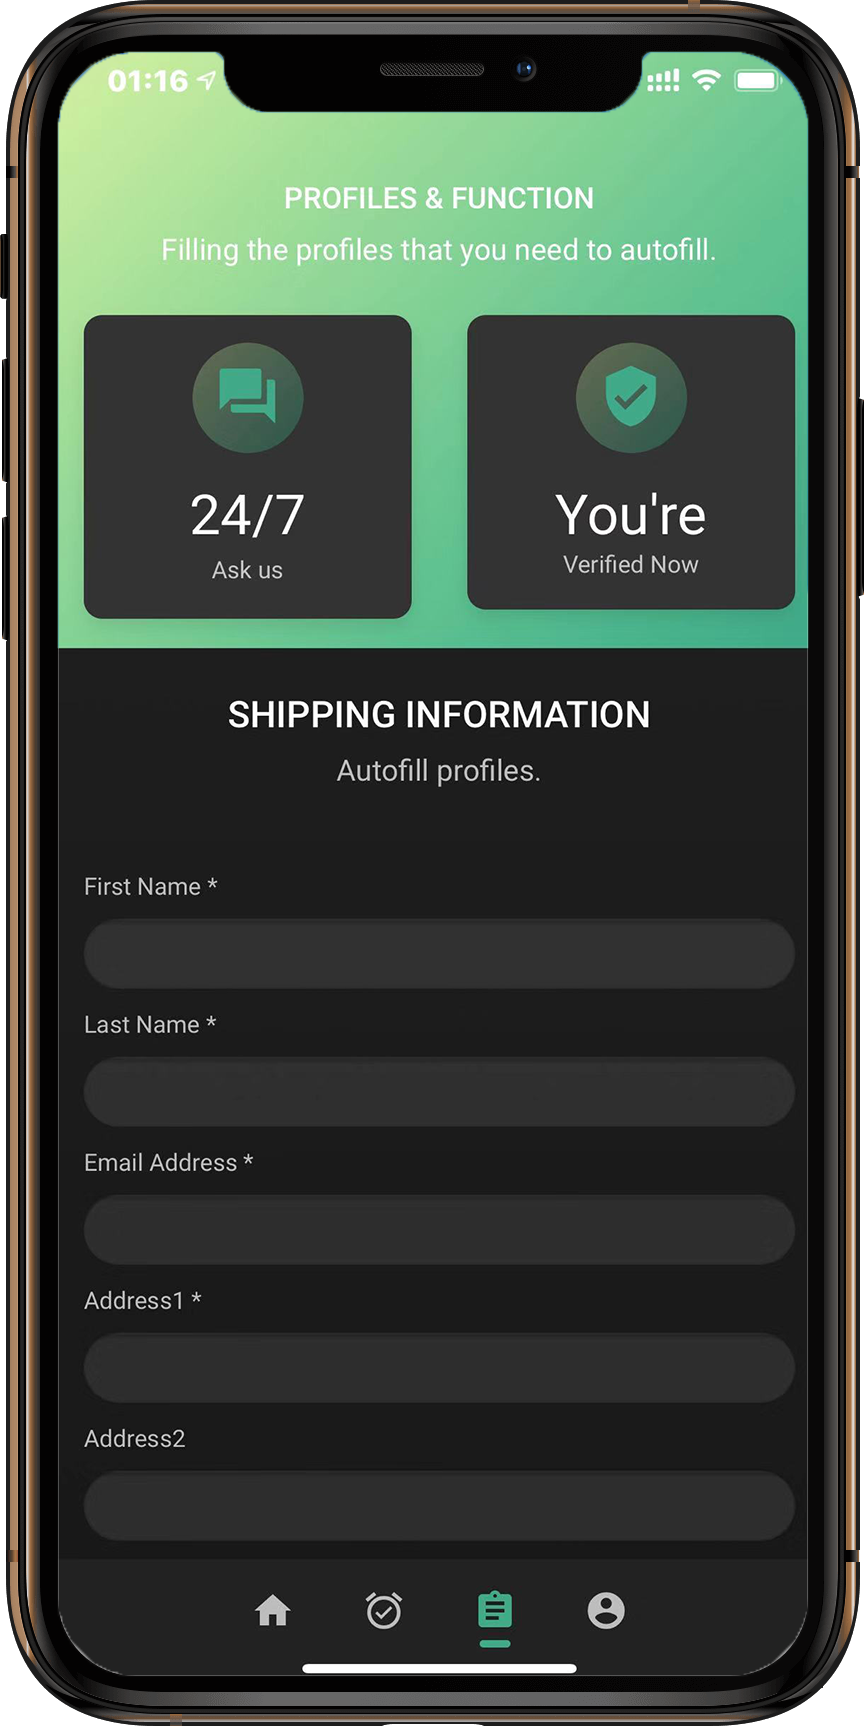 01:16
PROFILES & FUNCTION
Filling the profiles that you need to autofill.
24/7
Ask us
You're
Verified Now
SHIPPING INFORMATION
Autofill profiles.
First Name *
Last Name *
Email Address *
Address1 *
Address2